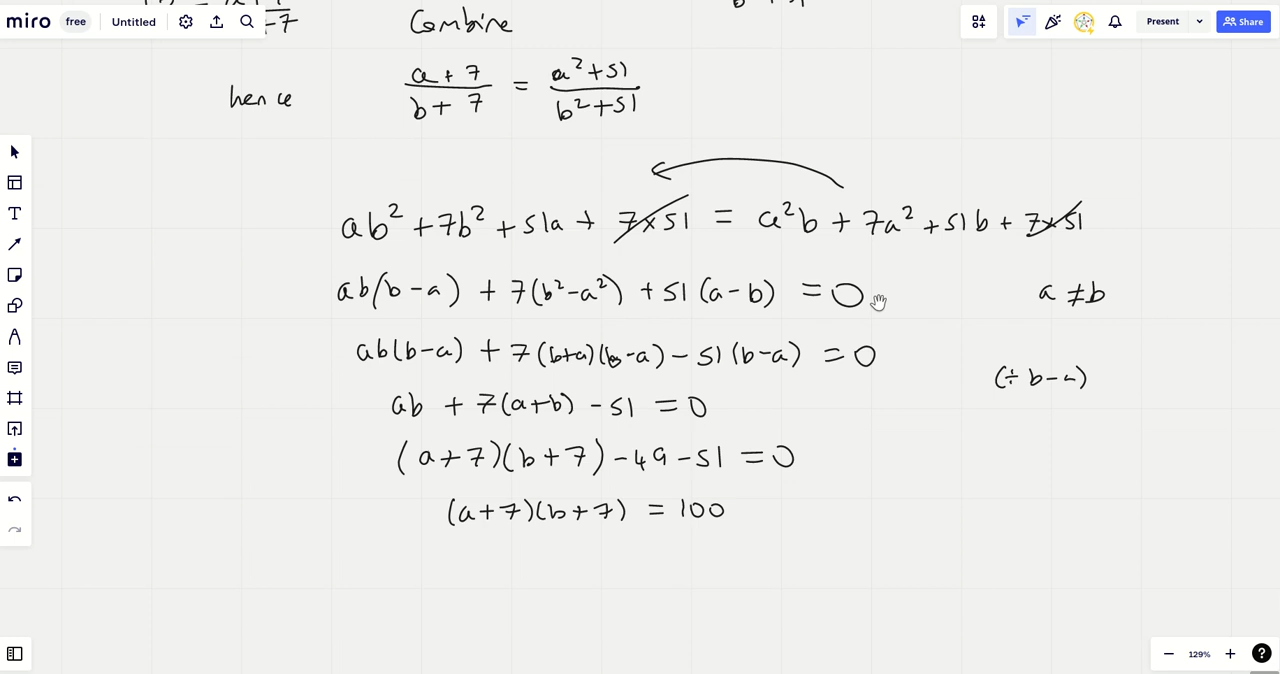 miro free Untitled Present Share
-7
Combine
hence a+7/b+7 = a²+51/b²+51
ab² + 7b² + 51a + 7×51 = a²b + 7a² + 51b + 7×51
ab(b-a) + 7(b²-a²) + 51(a-b) = 0 a ≠ b
ab(b-a) + 7(b+a)(b-a) - 51(b-a) = 0
(÷ b-a)
ab + 7(a+b) - 51 = 0
(a+7)(b+7) - 49 - 51 = 0
(a+7)(b+7) = 100
129%